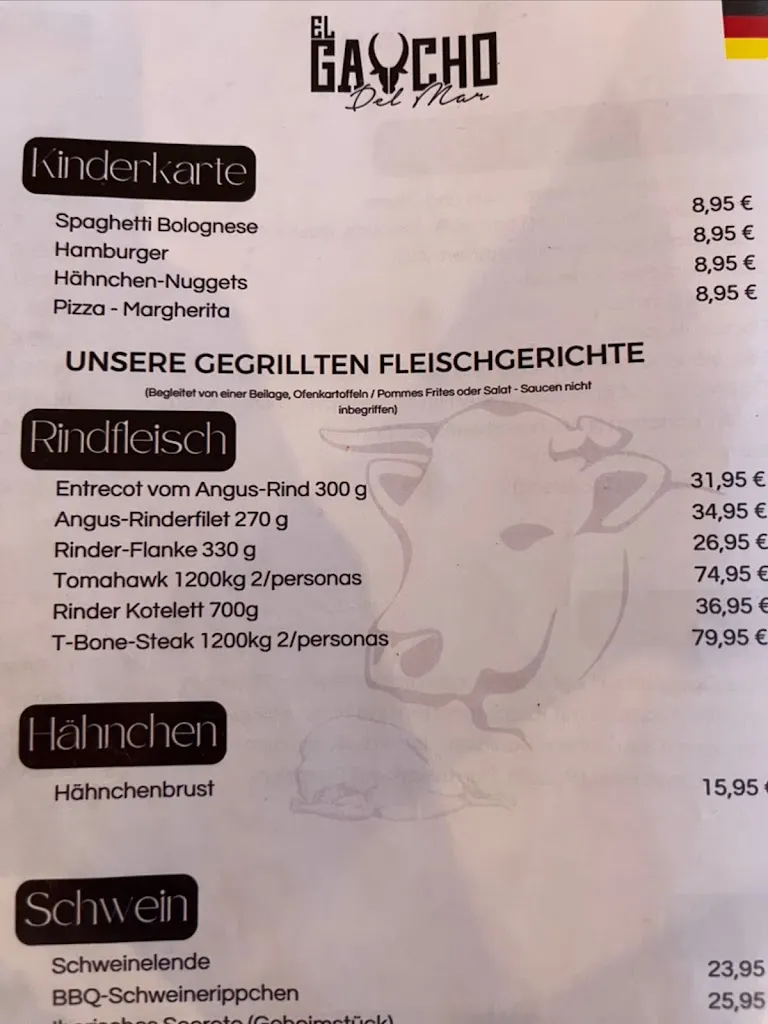 EL
GAUCHO
Del Mar
Kinderkarte
Spaghetti Bolognese 8,95 €
Hamburger 8,95 €
Hähnchen-Nuggets 8,95 €
Pizza - Margherita 8,95 €
UNSERE GEGRILLTEN FLEISCHGERICHTE
(Begleitet von einer Beilage, Ofenkartoffeln / Pommes Frites oder Salat - Saucen nicht
inbegriffen)
Rindfleisch
Entrecot vom Angus-Rind 300 g 31,95 €
Angus-Rinderfilet 270 g 34,95 €
Rinder-Flanke 330 g 26,95 €
Tomahawk 1200kg 2/personas 74,95 €
Rinder Kotelett 700g 36,95 €
T-Bone-Steak 1200kg 2/personas 79,95 €
Hähnchen
Hähnchenbrust 15,95 €
Schwein
Schweinelende 23,95
BBQ-Schweinerippchen 25,95
Iberisches Secreto (Geheimstück)